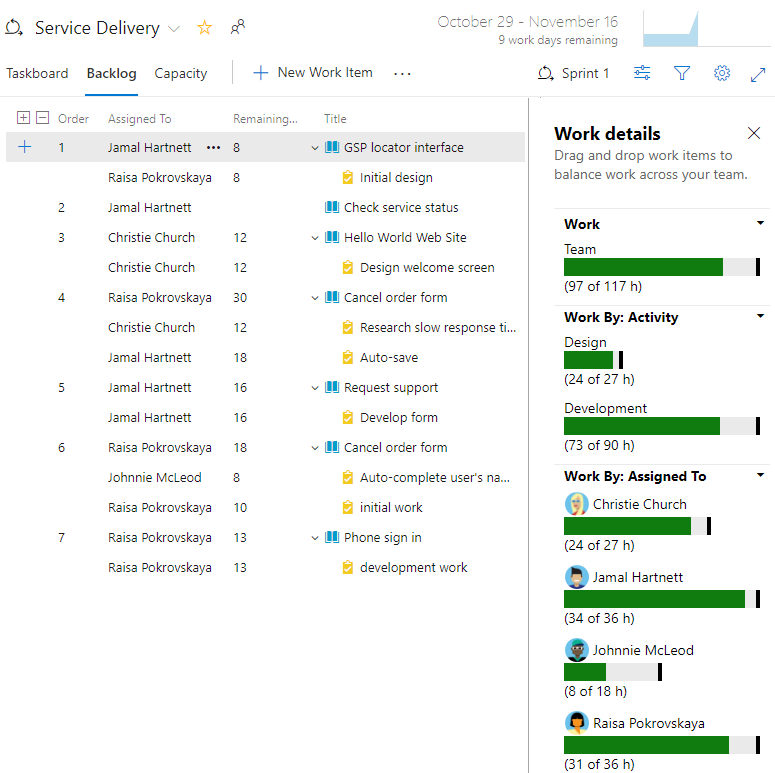 Service Delivery
October 29 - November 16
9 work days remaining
Taskboard Backlog Capacity + New Work Item ... Sprint 1
Order Assigned To Remaining... Title
1 Jamal Hartnett ... 8 GSP locator interface
Raisa Pokrovskaya 8 Initial design
2 Jamal Hartnett Check service status
3 Christie Church 12 Hello World Web Site
Christie Church 12 Design welcome screen
4 Raisa Pokrovskaya 30 Cancel order form
Christie Church 12 Research slow response ti...
Jamal Hartnett 18 Auto-save
5 Jamal Hartnett 16 Request support
Jamal Hartnett 16 Develop form
6 Raisa Pokrovskaya 18 Cancel order form
Johnnie McLeod 8 Auto-complete user's na...
Raisa Pokrovskaya 10 initial work
7 Raisa Pokrovskaya 13 Phone sign in
Raisa Pokrovskaya 13 development work
Work details
Drag and drop work items to
balance work across your team.
Work
Team
(97 of 117 h)
Work By: Activity
Design
(24 of 27 h)
Development
(73 of 90 h)
Work By: Assigned To
Christie Church
(24 of 27 h)
Jamal Hartnett
(34 of 36 h)
Johnnie McLeod
(8 of 18 h)
Raisa Pokrovskaya
(31 of 36 h)